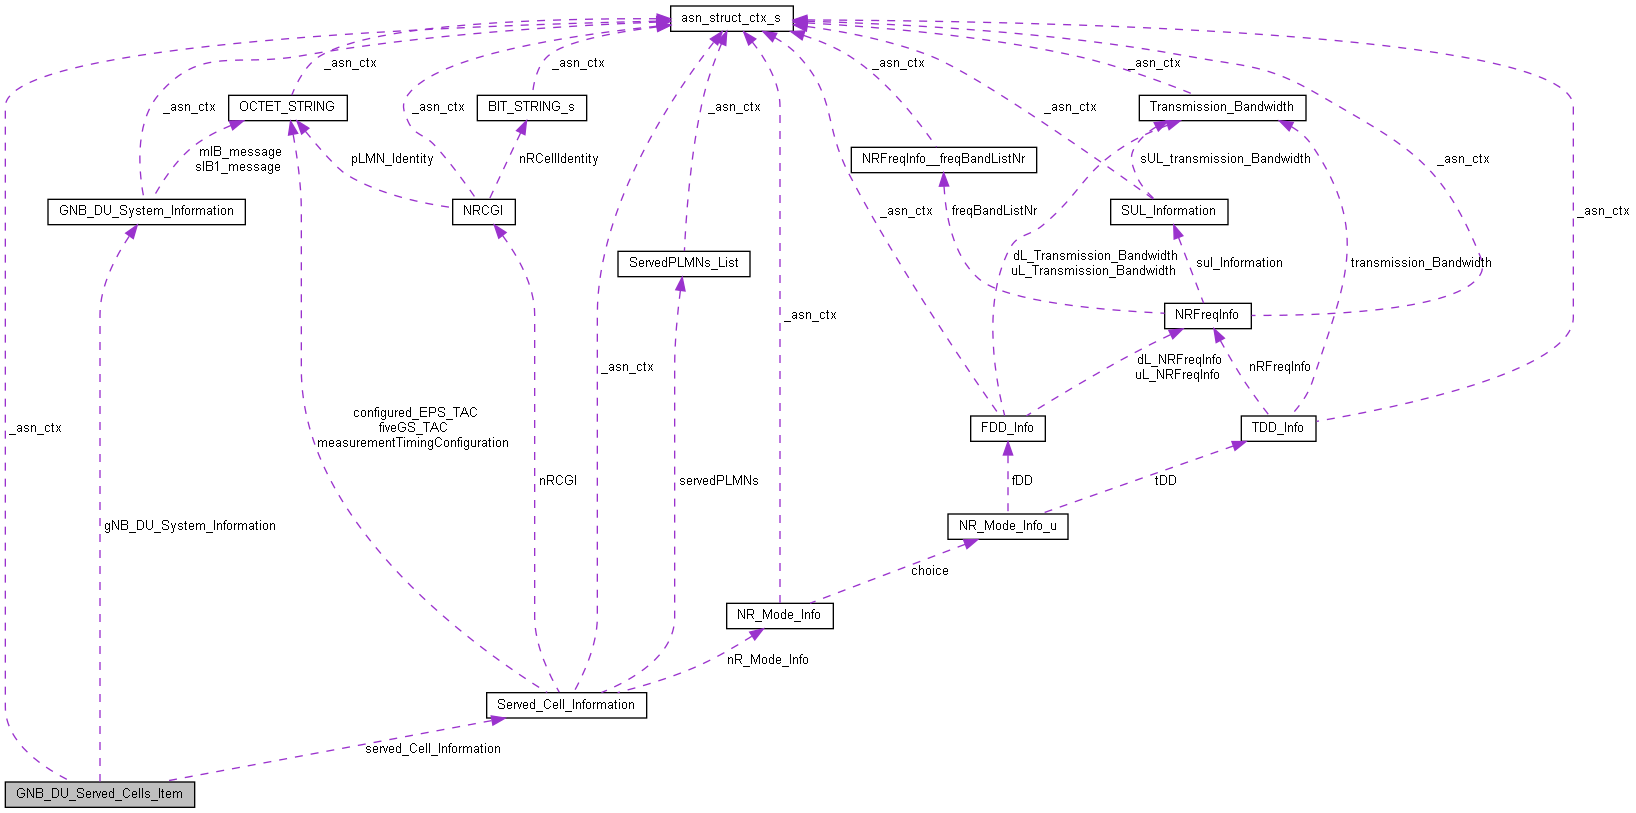 asn_struct_ctx_s
_asn_ctx
_asn_ctx
_asn_ctx
_asn_ctx
OCTET_STRING
BIT_STRING_s
Transmission_Bandwidth
_asn_ctx
_asn_ctx
_asn_ctx
_asn_ctx
mIB_message
sIB1_message
pLMN_Identity
nRCellIdentity
NRFreqInfo__freqBandListNr
sUL_transmission_Bandwidth
_asn_ctx
GNB_DU_System_Information
NRCGI
_asn_ctx
freqBandListNr
SUL_Information
_asn_ctx
ServedPLMNs_List
dL_Transmission_Bandwidth
uL_Transmission_Bandwidth
sul_Information
transmission_Bandwidth
_asn_ctx
NRFreqInfo
_asn_ctx
dL_NRFreqInfo
uL_NRFreqInfo
nRFreqInfo
configured_EPS_TAC
fiveGS_TAC
measurementTimingConfiguration
_asn_ctx
FDD_Info
TDD_Info
nRCGI
servedPLMNs
fDD
tDD
gNB_DU_System_Information
NR_Mode_Info_u
choice
NR_Mode_Info
nR_Mode_Info
Served_Cell_Information
served_Cell_Information
GNB_DU_Served_Cells_Item